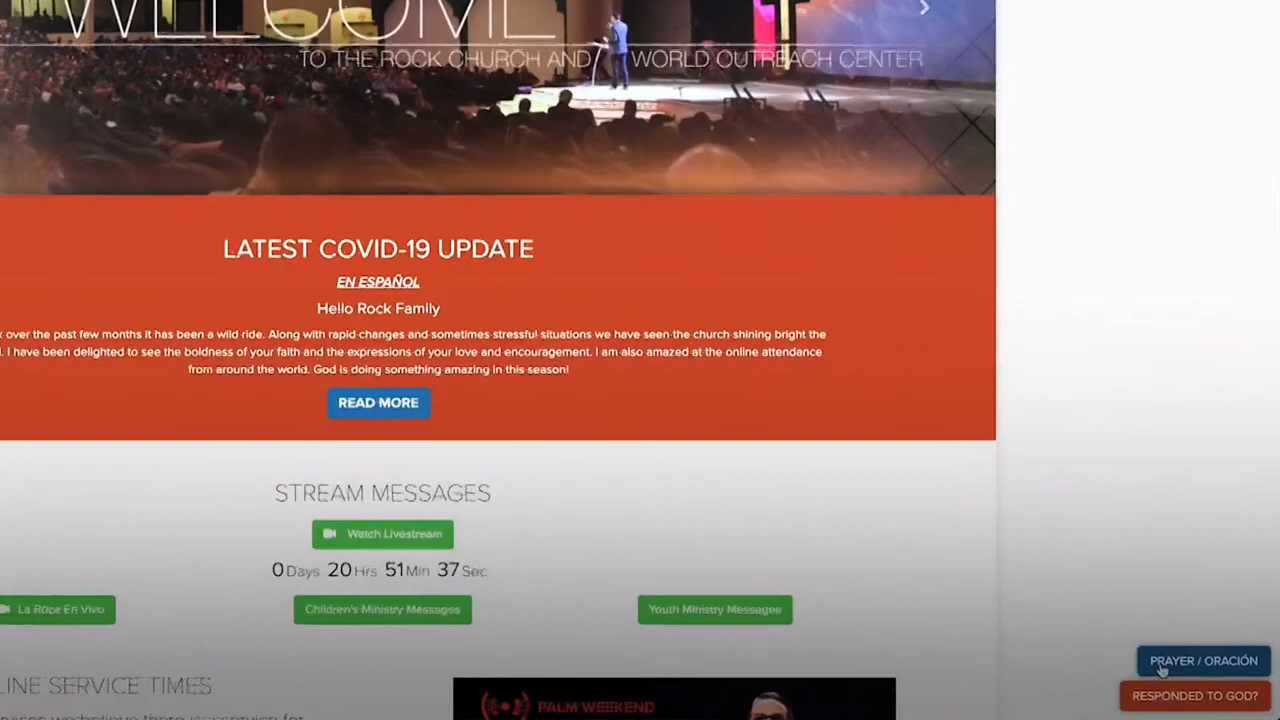 WELCOME
TO THE ROCK CHURCH AND WORLD OUTREACH CENTER
LATEST COVID-19 UPDATE
EN ESPAÑOL
Hello Rock Family
over the past few months it has been a wild ride. Along with rapid changes and sometimes stressful situations we have seen the church shining bright the
. I have been delighted to see the boldness of your faith and the expressions of your love and encouragement. I am also amazed at the online attendance
from around the world. God is doing something amazing in this season!
READ MORE
STREAM MESSAGES
Watch Livestream
0 Days 20 Hrs 51 Min 37 Sec
La Roca En Vivo
Children's Ministry Messages
Youth Ministry Messages
PRAYER / ORACIÓN
RESPONDED TO GOD?
LINE SERVICE TIMES
PALM WEEKEND